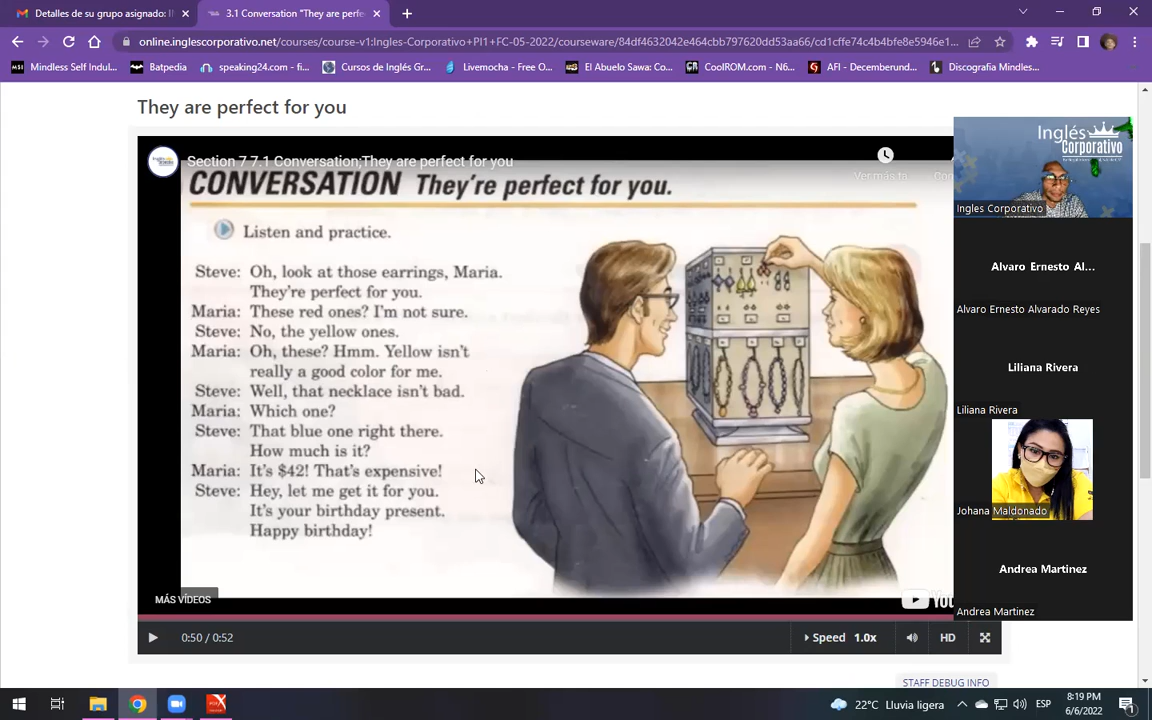 Detalles de su grupo asignado: I
3.1 Conversation "They are perfe
online.inglescorporativo.net/courses/course-v1:Ingles-Corporativo+PI1+FC-05-2022/courseware/84df4632042e464cbb797620dd53aa66/cd1cffe74c4b4bfe8e5946e1...
Mindless Self Indul...
Batpedia
speaking24.com - fi...
Cursos de Inglés Gr...
Livemocha - Free O...
El Abuelo Sawa: Co...
CoolROM.com - N6...
AFI - Decemberund...
Discografia Mindles...
They are perfect for you
Section 7 7.1 Conversation;They are perfect for you
Ver más ta
CONVERSATION They're perfect for you.
Listen and practice.
Steve: Oh, look at those earrings, Maria.
They're perfect for you.
Maria: These red ones? I'm not sure.
Steve: No, the yellow ones.
Maria: Oh, these? Hmm. Yellow isn't
really a good color for me.
Steve: Well, that necklace isn't bad.
Maria: Which one?
Steve: That blue one right there.
How much is it?
Maria: It's $42! That's expensive!
Steve: Hey, let me get it for you.
It's your birthday present.
Happy birthday!
MÁS VÍDEOS
0:50 / 0:52
Speed 1.0x
HD
STAFF DEBUG INFO
Inglés
Corporativo
Ingles Corporativo
Alvaro Ernesto Al...
Alvaro Ernesto Alvarado Reyes
Liliana Rivera
Liliana Rivera
Johana Maldonado
Andrea Martinez
Andrea Martinez
22°C Lluvia ligera
ESP
8:19 PM
6/6/2022